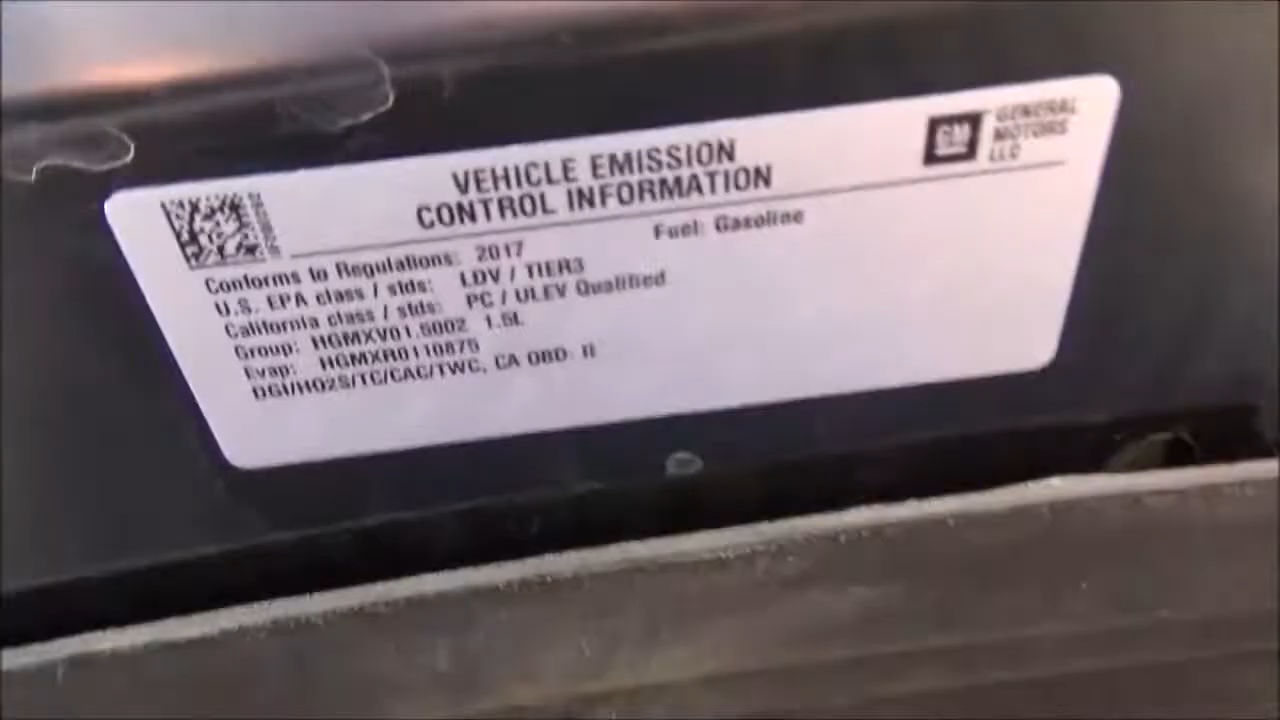 VEHICLE EMISSION
CONTROL INFORMATION
GM GENERAL
MOTORS
LLC
Conforms to Regulations: 2017 Fuel: Gasoline
U.S. EPA class / stds: LDV / TIER3
California class / stds: PC / ULEV Qualified
Group: HGMXV01.5002 1.5L
Evap: HGMXR0110875
DGI/HO2S/TC/CAC/TWC, CA OBD II